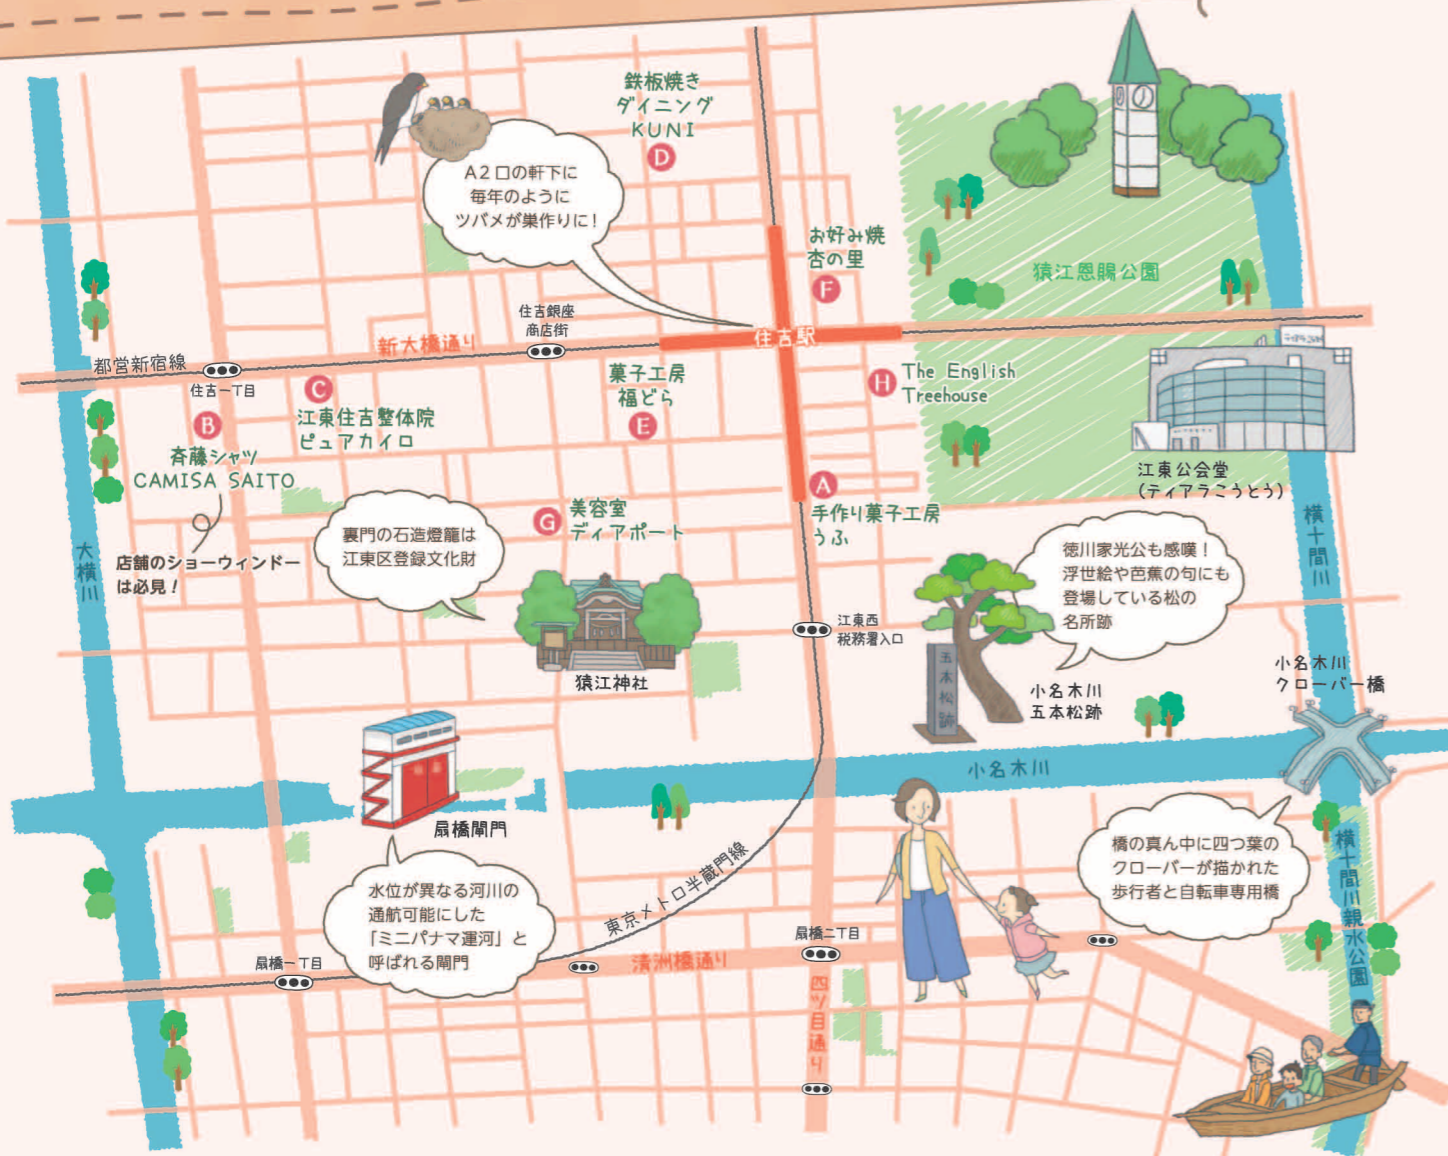 鉄板焼き
ダイニング
KUNI
D
A2口の軒下に
毎年のように
ツバメが巣作りに!
お好み焼
杏の里
F
猿江恩賜公園
住吉銀座
商店街
新大橋通り
住吉駅
都営新宿線
住吉一丁目
C
江東住吉整体院
ピュアカイロ
B
斉藤シャツ
CAMISA SAITO
店舗のショーウィンドー
は必見!
菓子工房
福どら
E
H
The English
Treehouse
江東公会堂
(ティアラこうとう)
A
手作り菓子工房
うふ
G
美容室
ディアポート
裏門の石造燈籠は
江東区登録文化財
大横川
横十間川
徳川家光公も感嘆!
浮世絵や芭蕉の句にも
登場している松の
名所跡
江東西
税務署入口
猿江神社
五本松跡
小名木川
五本松跡
小名木川
クローバー橋
小名木川
扇橋閘門
水位が異なる河川の
通航可能にした
「ミニパナマ運河」と
呼ばれる閘門
東京メトロ半蔵門線
橋の真ん中に四つ葉の
クローバーが描かれた
歩行者と自転車専用橋
横十間川親水公園
扇橋一丁目
清洲橋通り
扇橋二丁目
四ツ目通り